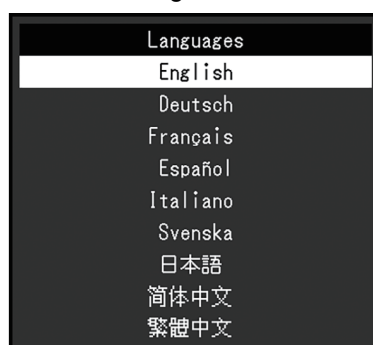 Languages
English
Deutsch
Français
Español
Italiano
Svenska
日本語
简体中文
繁體中文